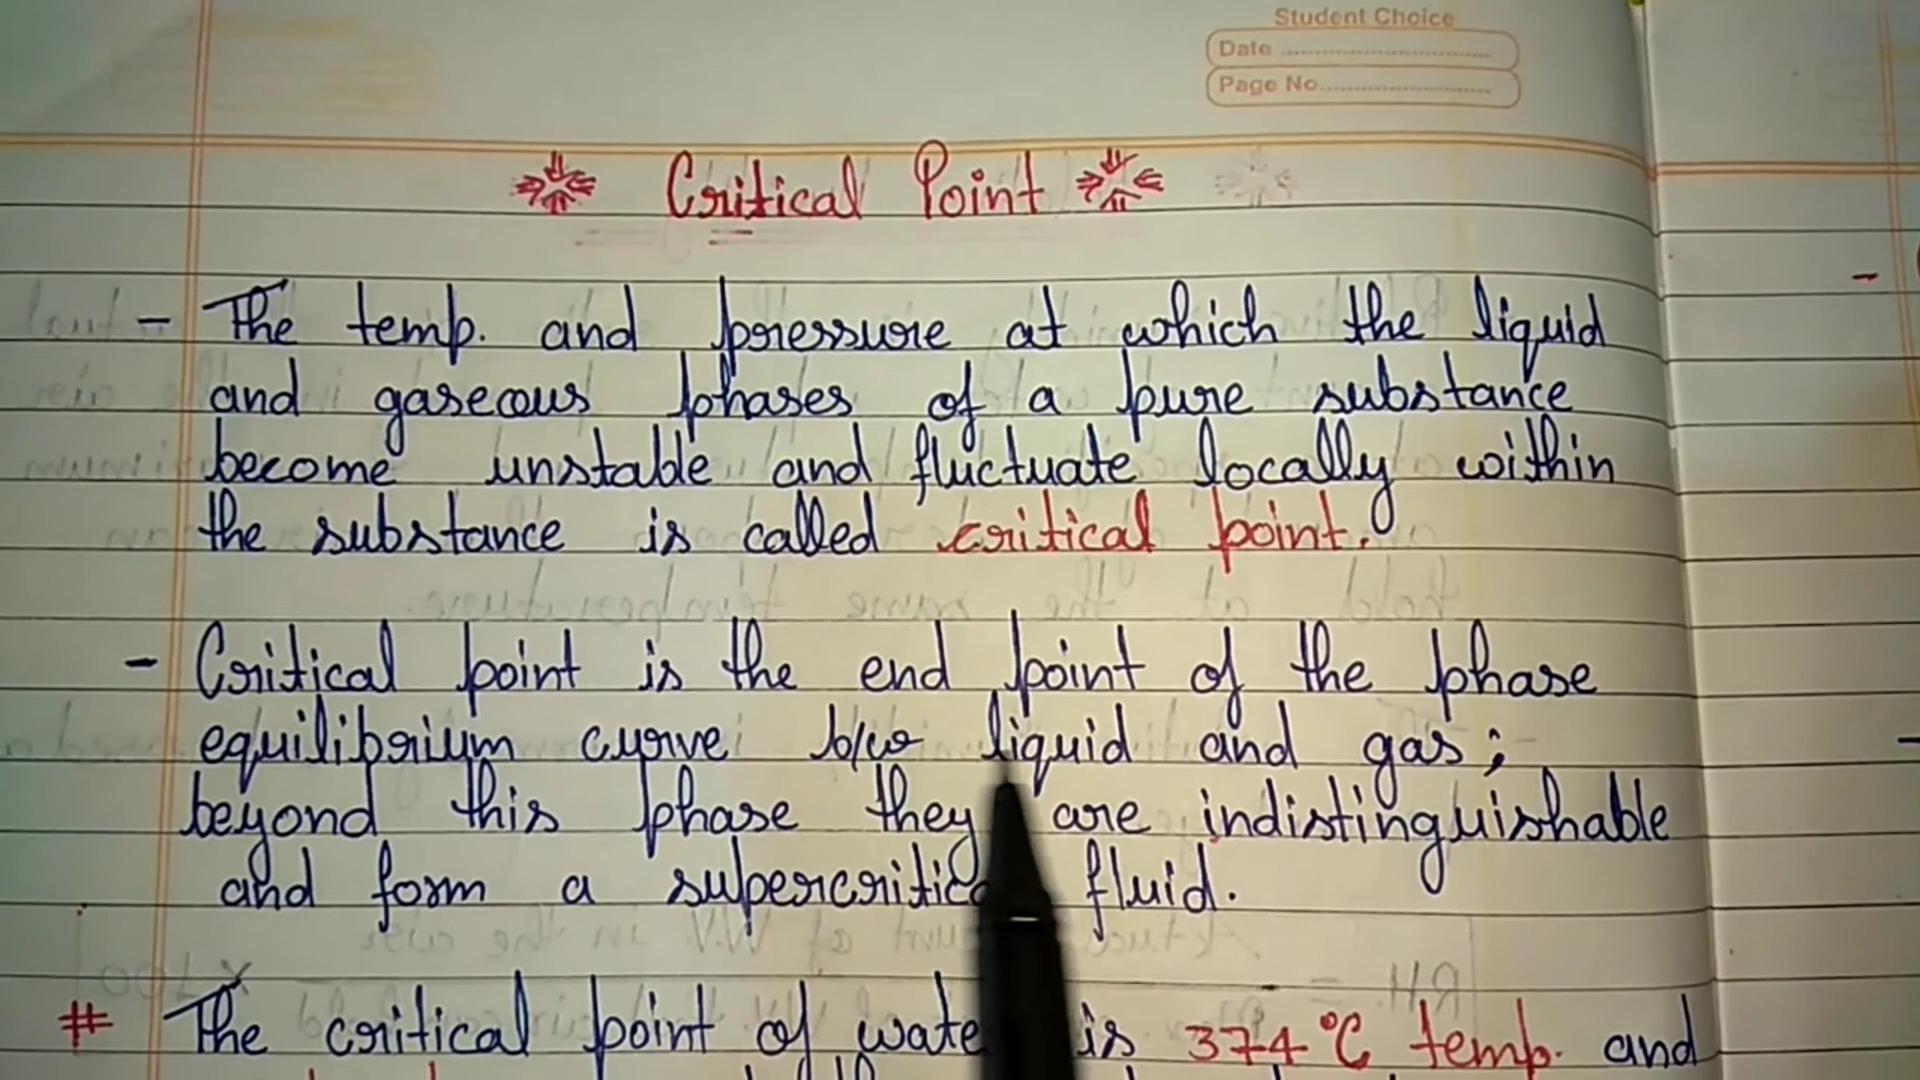 Student Choice
Date
Page No.
Critical Point
- The temp. and pressure at which the liquid
and gaseous phases of a pure substance
become unstable and fluctuate locally within
the substance is called critical point.
- Critical point is the end point of the phase
equilibrium curve b/w liquid and gas;
beyond this phase they are indistinguishable
and form a supercritical fluid.
# The critical point of water is 374°C temp. and